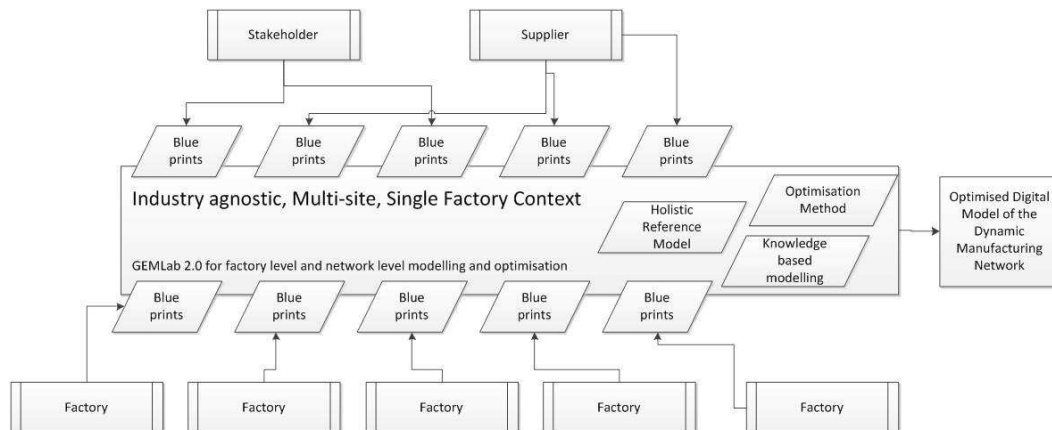 Stakeholder
Supplier
Blue
prints
Blue
prints
Blue
prints
Blue
prints
Blue
prints
Industry agnostic, Multi-site, Single Factory Context
Holistic
Reference
Model
Optimisation
Method
Knowledge
based
modelling
GEMLab 2.0 for factory level and network level modelling and optimisation
Optimised Digital
Model of the
Dynamic
Manufacturing
Network
Blue
prints
Blue
prints
Blue
prints
Blue
prints
Blue
prints
Factory
Factory
Factory
Factory
Factory